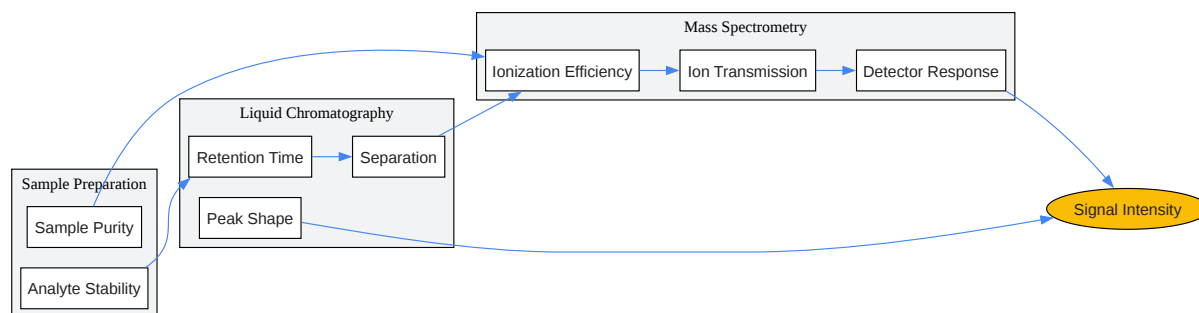 Mass Spectrometry
Ionization Efficiency
Ion Transmission
Detector Response
Liquid Chromatography
Retention Time
Separation
Peak Shape
Sample Preparation
Sample Purity
Analyte Stability
Signal Intensity